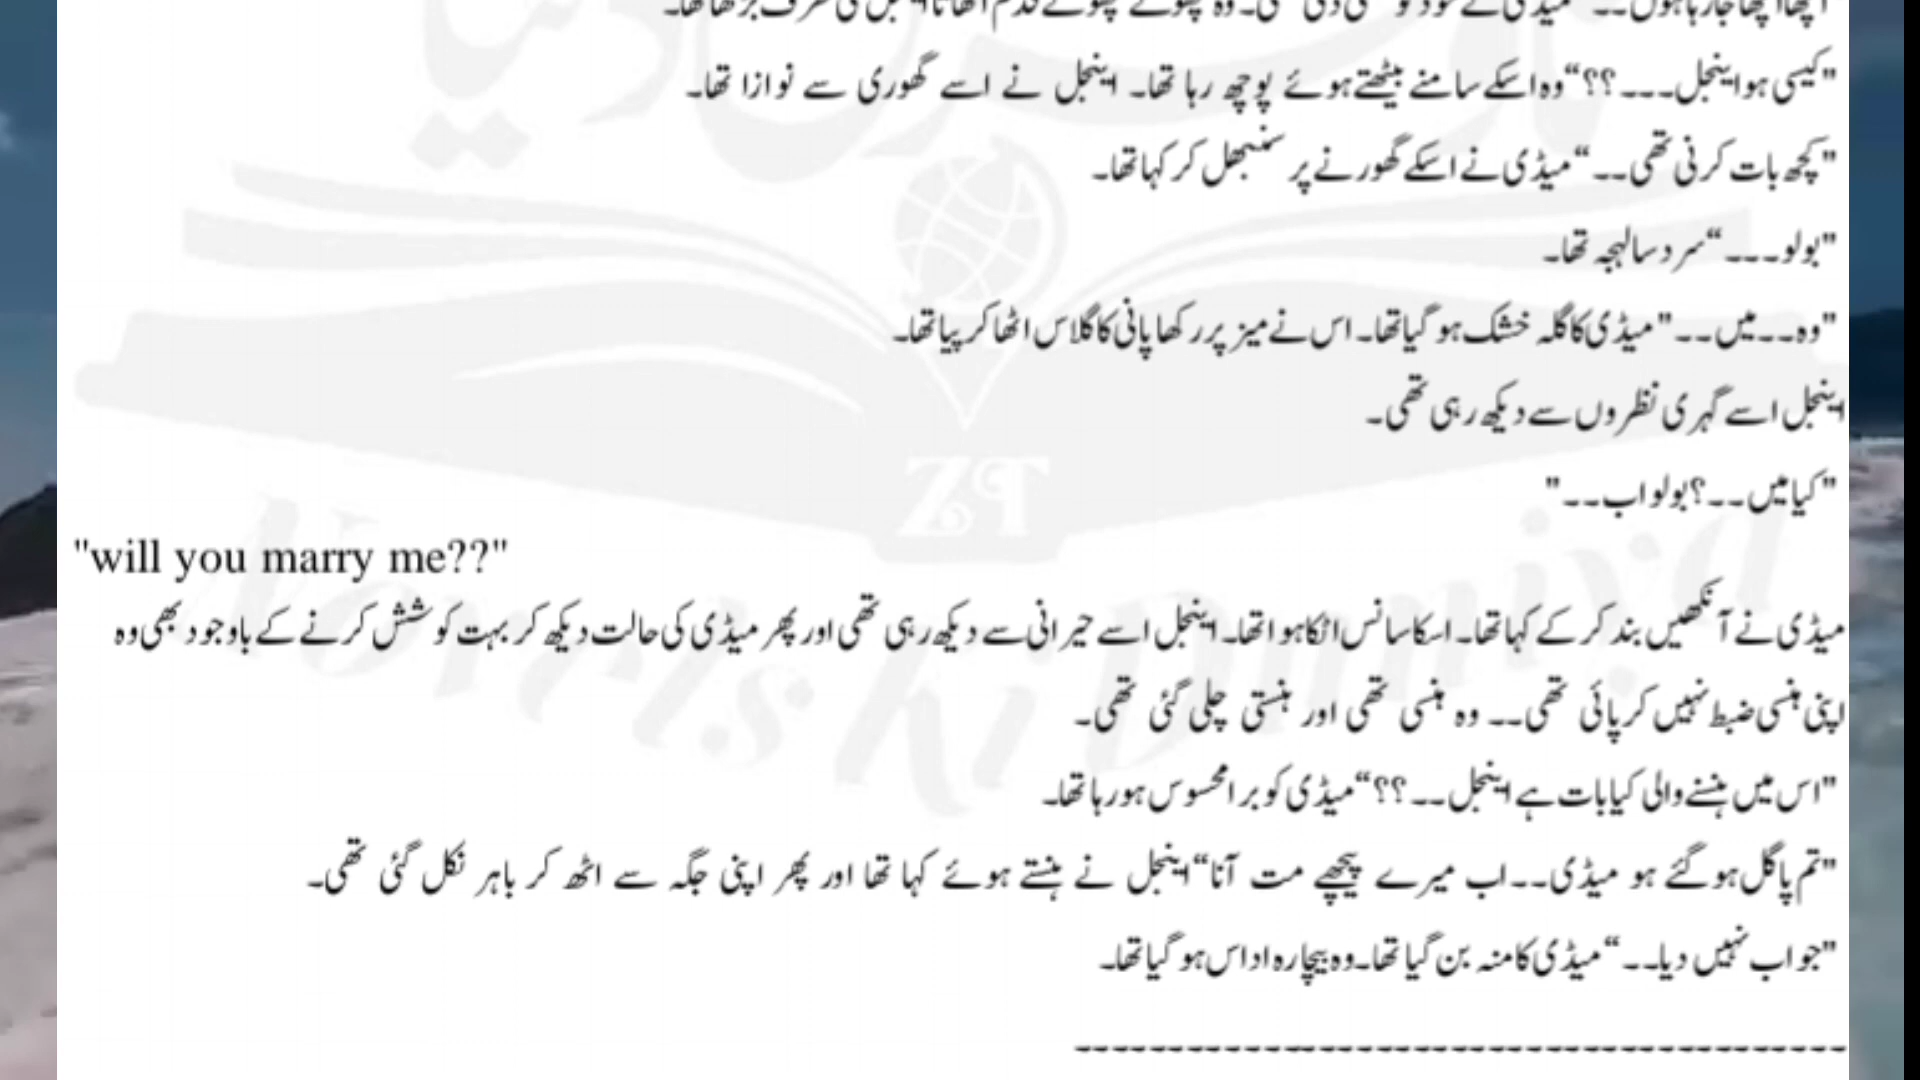 "کیسی ہو اینجل۔۔۔؟؟“ وہ اسکے سامنے بیٹھتے ہوئے پوچھ رہا تھا۔ اینجل نے اسے گھوری سے نوازا تھا۔
"کچھ بات کرنی تھی۔۔“ میڈی نے اسکے گھورنے پر سنبھل کر کہا تھا۔
"بولو۔۔۔“ سرد سا لہجہ تھا۔
"وہ۔۔میں۔۔" میڈی کا گلہ خشک ہو گیا تھا۔ اس نے میز پر رکھا پانی کا گلاس اٹھا کر پیا تھا۔
اینجل اسے گہری نظروں سے دیکھ رہی تھی۔
"کیا میں۔۔؟ بولو اب۔۔"
"will you marry me??"
میڈی نے آنکھیں بند کر کے کہا تھا۔ اسکا سانس اٹکا ہوا تھا۔ اینجل اسے حیرانی سے دیکھ رہی تھی اور پھر میڈی کی حالت دیکھ کر بہت کوشش کرنے کے باوجود بھی وہ
اپنی ہنسی ضبط نہیں کر پائی تھی۔۔ وہ ہنسی تھی اور ہنستی چلی گئی تھی۔
"اس میں ہنسنے والی کیا بات ہے اینجل۔۔؟؟“ میڈی کو برا محسوس ہو رہا تھا۔
"تم پاگل ہو گئے ہو میڈی۔۔اب میرے پیچھے مت آنا“ اینجل نے ہنستے ہوئے کہا تھا اور پھر اپنی جگہ سے اٹھ کر باہر نکل گئی تھی۔
"جواب نہیں دیا۔۔“ میڈی کا منہ بن گیا تھا۔ وہ بیچارہ اداس ہو گیا تھا۔
ZT
Novels Ki Duniya